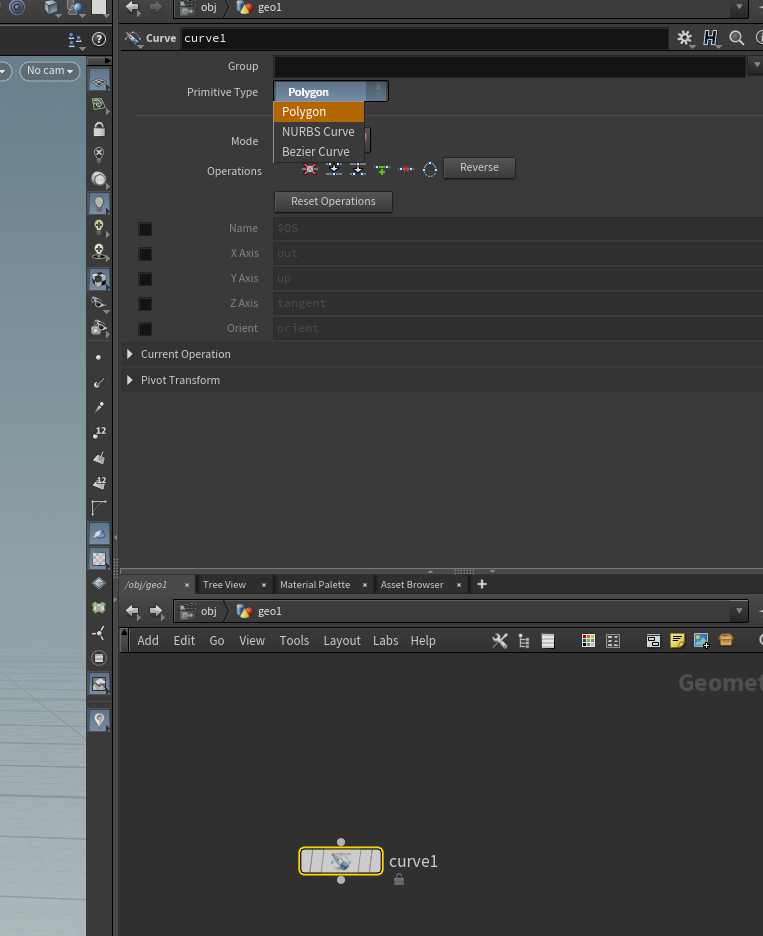 obj geo1
Curve curve1
No cam
Group
Primitive Type Polygon
Polygon
NURBS Curve
Mode
Bezier Curve
Operations Reverse
Reset Operations
Name $OS
X Axis out
Y Axis up
Z Axis tangent
Orient orient
Current Operation
Pivot Transform
12
12
/obj/geo1 × Tree View × Material Palette × Asset Browser × +
obj geo1
Add Edit Go View Tools Layout Labs Help
Geomet
curve1